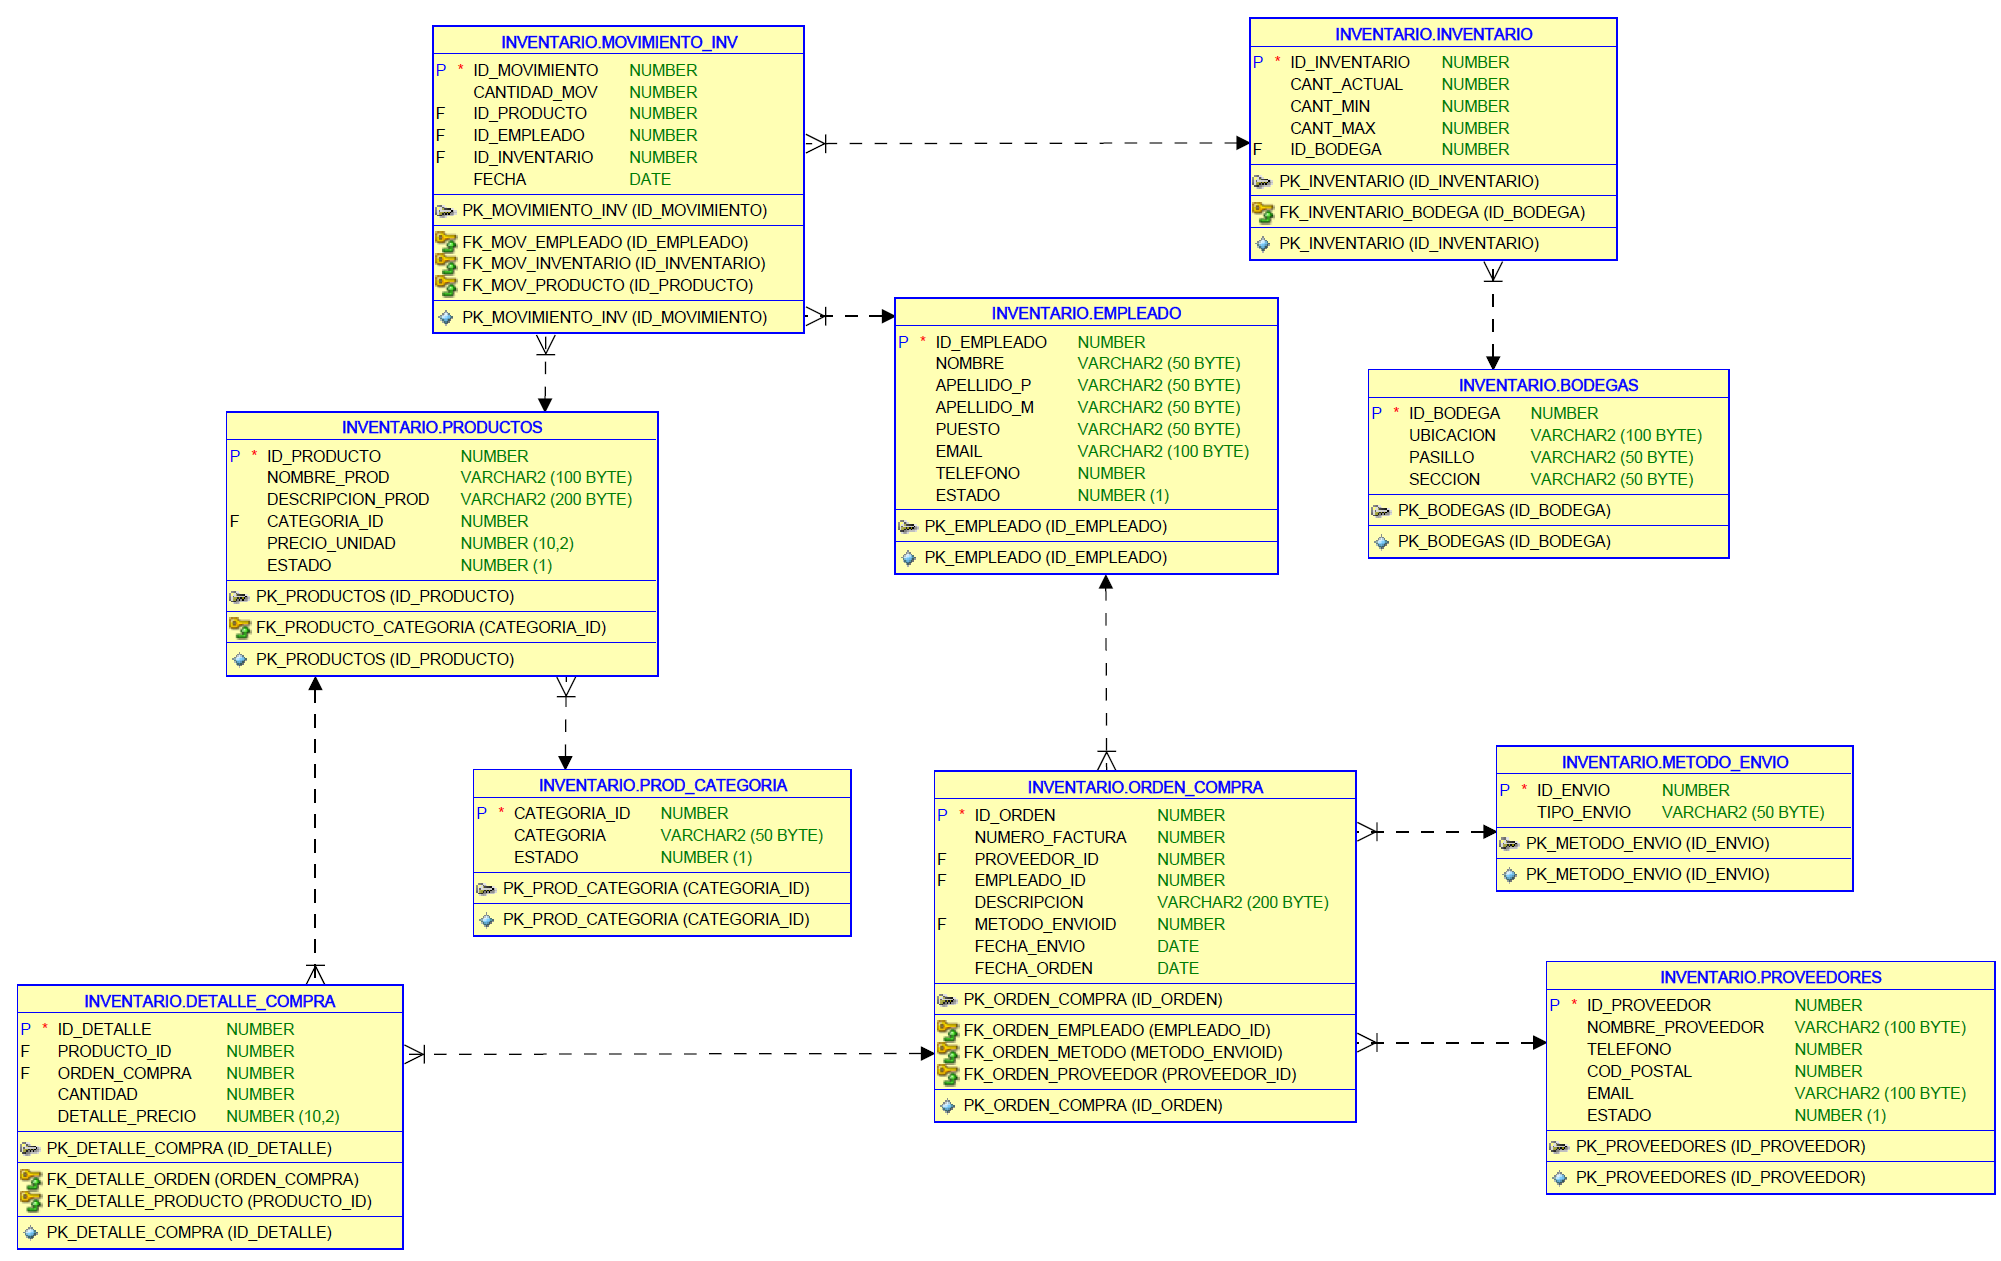 INVENTARIO.MOVIMIENTO_INV
P * ID_MOVIMIENTO NUMBER
CANTIDAD_MOV NUMBER
F ID_PRODUCTO NUMBER
F ID_EMPLEADO NUMBER
F ID_INVENTARIO NUMBER
FECHA DATE
PK_MOVIMIENTO_INV (ID_MOVIMIENTO)
FK_MOV_EMPLEADO (ID_EMPLEADO)
FK_MOV_INVENTARIO (ID_INVENTARIO)
FK_MOV_PRODUCTO (ID_PRODUCTO)
PK_MOVIMIENTO_INV (ID_MOVIMIENTO)
INVENTARIO.INVENTARIO
P * ID_INVENTARIO NUMBER
CANT_ACTUAL NUMBER
CANT_MIN NUMBER
CANT_MAX NUMBER
F ID_BODEGA NUMBER
PK_INVENTARIO (ID_INVENTARIO)
FK_INVENTARIO_BODEGA (ID_BODEGA)
PK_INVENTARIO (ID_INVENTARIO)
INVENTARIO.EMPLEADO
P * ID_EMPLEADO NUMBER
NOMBRE VARCHAR2 (50 BYTE)
APELLIDO_P VARCHAR2 (50 BYTE)
APELLIDO_M VARCHAR2 (50 BYTE)
PUESTO VARCHAR2 (50 BYTE)
EMAIL VARCHAR2 (100 BYTE)
TELEFONO NUMBER
ESTADO NUMBER (1)
PK_EMPLEADO (ID_EMPLEADO)
PK_EMPLEADO (ID_EMPLEADO)
INVENTARIO.BODEGAS
P * ID_BODEGA NUMBER
UBICACION VARCHAR2 (100 BYTE)
PASILLO VARCHAR2 (50 BYTE)
SECCION VARCHAR2 (50 BYTE)
PK_BODEGAS (ID_BODEGA)
PK_BODEGAS (ID_BODEGA)
INVENTARIO.PRODUCTOS
P * ID_PRODUCTO NUMBER
NOMBRE_PROD VARCHAR2 (100 BYTE)
DESCRIPCION_PROD VARCHAR2 (200 BYTE)
F CATEGORIA_ID NUMBER
PRECIO_UNIDAD NUMBER (10,2)
ESTADO NUMBER (1)
PK_PRODUCTOS (ID_PRODUCTO)
FK_PRODUCTO_CATEGORIA (CATEGORIA_ID)
PK_PRODUCTOS (ID_PRODUCTO)
INVENTARIO.PROD_CATEGORIA
P * CATEGORIA_ID NUMBER
CATEGORIA VARCHAR2 (50 BYTE)
ESTADO NUMBER (1)
PK_PROD_CATEGORIA (CATEGORIA_ID)
PK_PROD_CATEGORIA (CATEGORIA_ID)
INVENTARIO.ORDEN_COMPRA
P * ID_ORDEN NUMBER
NUMERO_FACTURA NUMBER
F PROVEEDOR_ID NUMBER
F EMPLEADO_ID NUMBER
DESCRIPCION VARCHAR2 (200 BYTE)
F METODO_ENVIOID NUMBER
FECHA_ENVIO DATE
FECHA_ORDEN DATE
PK_ORDEN_COMPRA (ID_ORDEN)
FK_ORDEN_EMPLEADO (EMPLEADO_ID)
FK_ORDEN_METODO (METODO_ENVIOID)
FK_ORDEN_PROVEEDOR (PROVEEDOR_ID)
PK_ORDEN_COMPRA (ID_ORDEN)
INVENTARIO.METODO_ENVIO
P * ID_ENVIO NUMBER
TIPO_ENVIO VARCHAR2 (50 BYTE)
PK_METODO_ENVIO (ID_ENVIO)
PK_METODO_ENVIO (ID_ENVIO)
INVENTARIO.PROVEEDORES
P * ID_PROVEEDOR NUMBER
NOMBRE_PROVEEDOR VARCHAR2 (100 BYTE)
TELEFONO NUMBER
COD_POSTAL NUMBER
EMAIL VARCHAR2 (100 BYTE)
ESTADO NUMBER (1)
PK_PROVEEDORES (ID_PROVEEDOR)
PK_PROVEEDORES (ID_PROVEEDOR)
INVENTARIO.DETALLE_COMPRA
P * ID_DETALLE NUMBER
F PRODUCTO_ID NUMBER
F ORDEN_COMPRA NUMBER
CANTIDAD NUMBER
DETALLE_PRECIO NUMBER (10,2)
PK_DETALLE_COMPRA (ID_DETALLE)
FK_DETALLE_ORDEN (ORDEN_COMPRA)
FK_DETALLE_PRODUCTO (PRODUCTO_ID)
PK_DETALLE_COMPRA (ID_DETALLE)